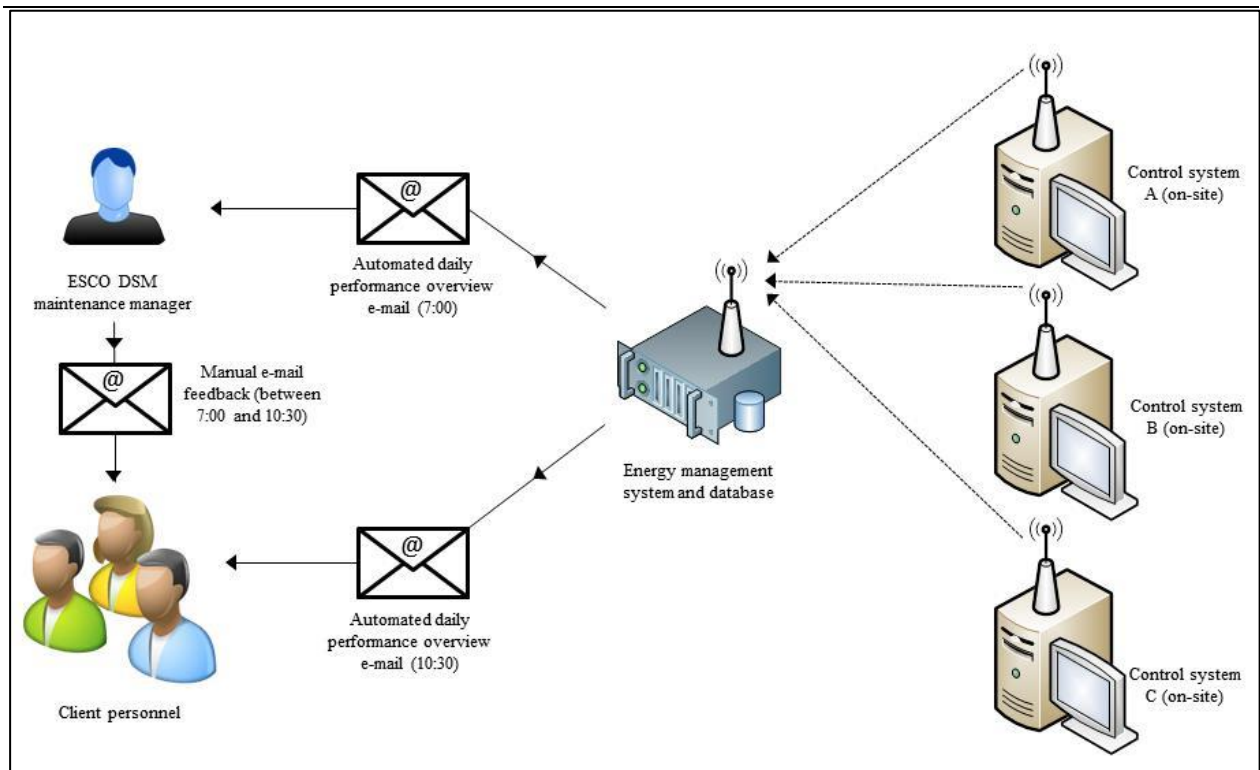 @
Automated daily
performance overview
e-mail (7:00)
ESCO DSM
maintenance manager
@
Manual e-mail
feedback (between
7:00 and 10:30)
Client personnel
@
Automated daily
performance overview
e-mail (10:30)
Energy management
system and database
Control system
A (on-site)
Control system
B (on-site)
Control system
C (on-site)